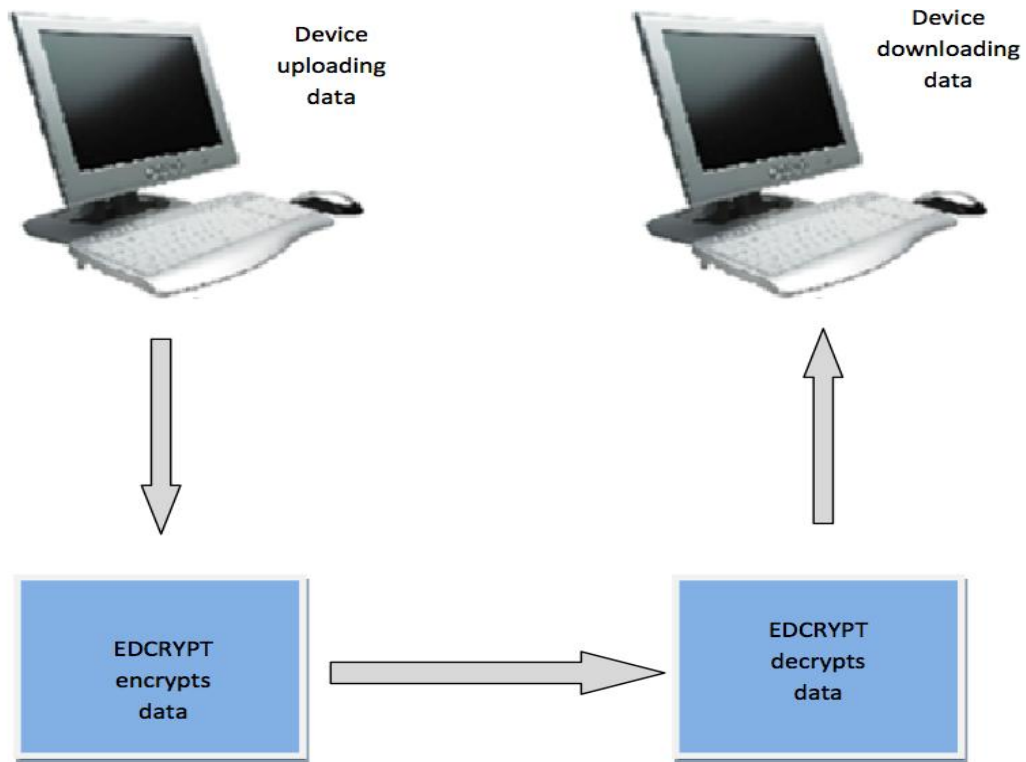 Device
uploading
data
Device
downloading
data
EDCRYPT
encrypts
data
EDCRYPT
decrypts
data